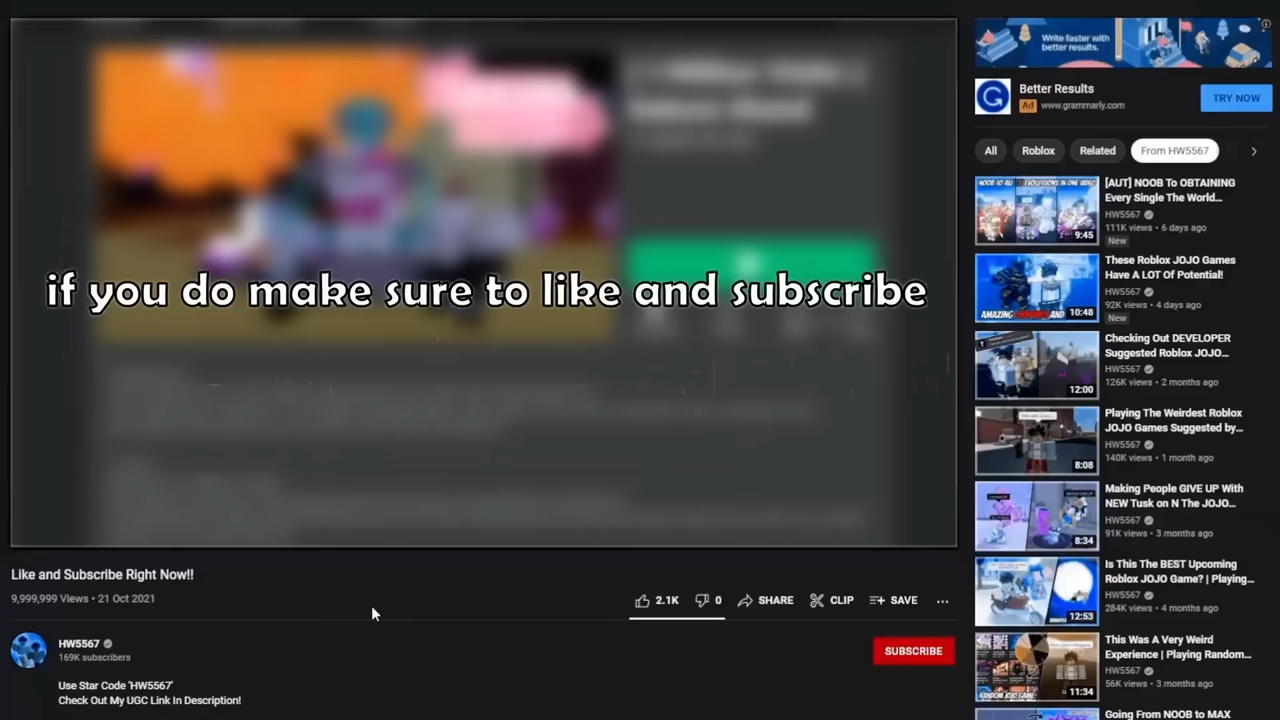 if you do make sure to like and subscribe
Like and Subscribe Right Now!!
9,999,999 Views • 21 Oct 2021
2.1K
0
SHARE
CLIP
SAVE
HW5567
169K subscribers
SUBSCRIBE
Use Star Code 'HW5567'
Check Out My UGC Link In Description!
Write faster with
better results.
Better Results
Ad www.grammarly.com
TRY NOW
All
Roblox
Related
From HW5567
[AUT] NOOB To OBTAINING
Every Single The World...
HW5567
111K views • 6 days ago
New
9:45
These Roblox JOJO Games
Have A LOT Of Potential!
HW5567
92K views • 4 days ago
New
AMAZING
AND
10:48
Checking Out DEVELOPER
Suggested Roblox JOJO...
HW5567
126K views • 2 months ago
12:00
Playing The Weirdest Roblox
JOJO Games Suggested by...
HW5567
140K views • 1 month ago
8:08
Making People GIVE UP With
NEW Tusk on N The JOJO...
HW5567
91K views • 3 months ago
8:34
Is This The BEST Upcoming
Roblox JOJO Game? | Playing...
HW5567
284K views • 4 months ago
12:53
This Was A Very Weird
Experience | Playing Random...
HW5567
56K views • 3 months ago
RANDOM JOJO GAME
11:34
Going From NOOB to MAX